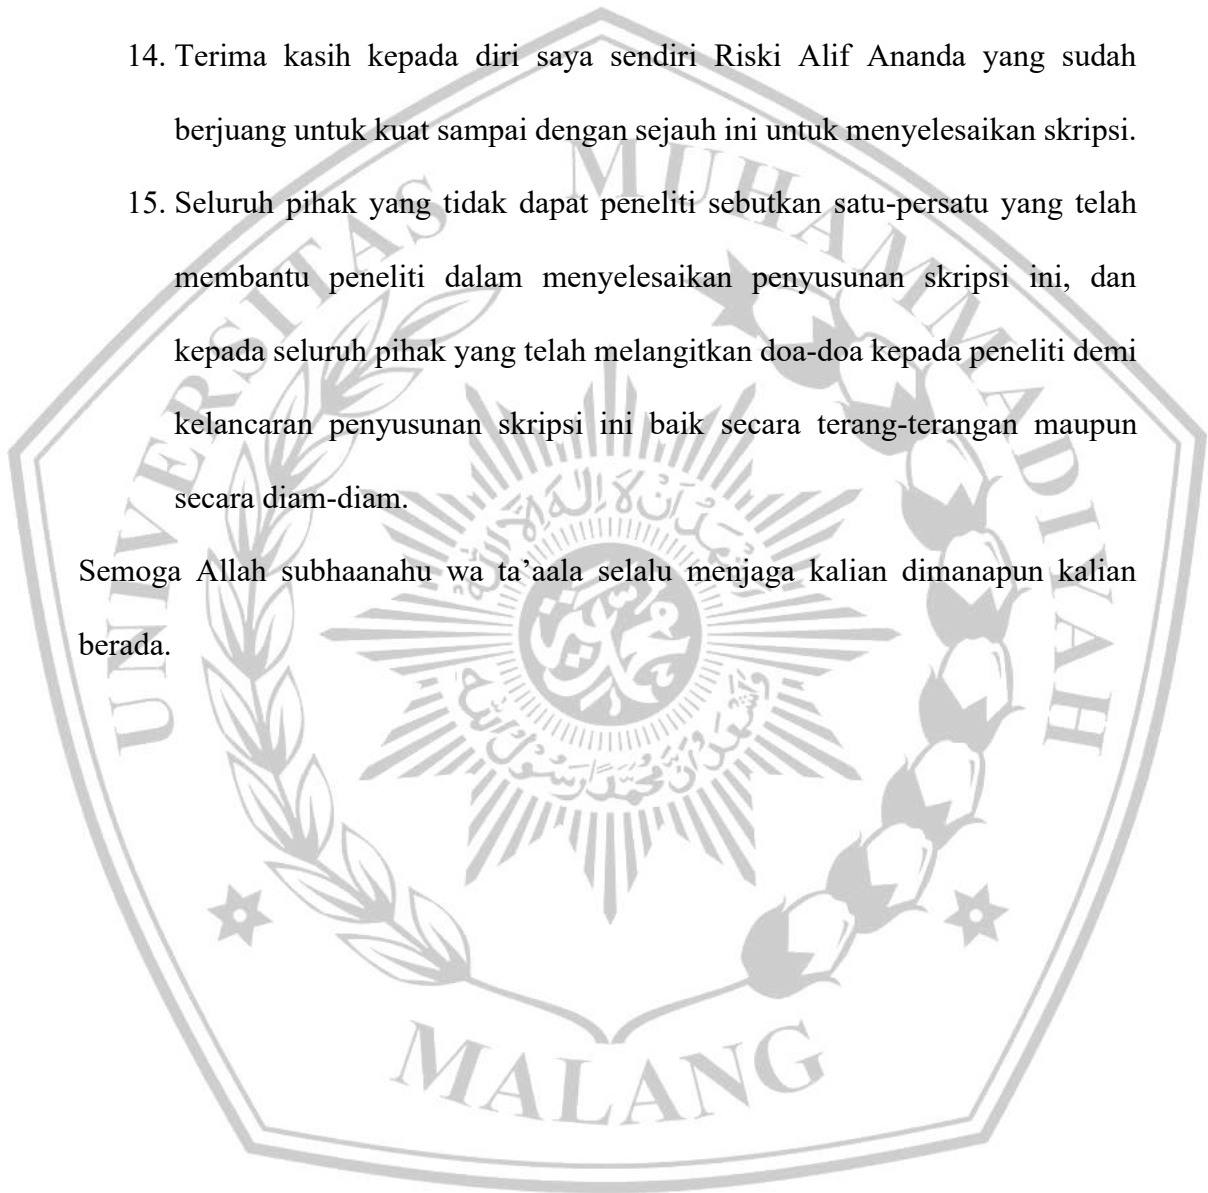 14. Terima kasih kepada diri saya sendiri Riski Alif Ananda yang sudah
berjuang untuk kuat sampai dengan sejauh ini untuk menyelesaikan skripsi.
15. Seluruh pihak yang tidak dapat peneliti sebutkan satu-persatu yang telah
membantu peneliti dalam menyelesaikan penyusunan skripsi ini, dan
kepada seluruh pihak yang telah melangitkan doa-doa kepada peneliti demi
kelancaran penyusunan skripsi ini baik secara terang-terangan maupun
secara diam-diam.
Semoga Allah subhaanahu wa ta’aala selalu menjaga kalian dimanapun kalian
berada.
UNIVERSITAS MUHAMMADIYAH
MALANG